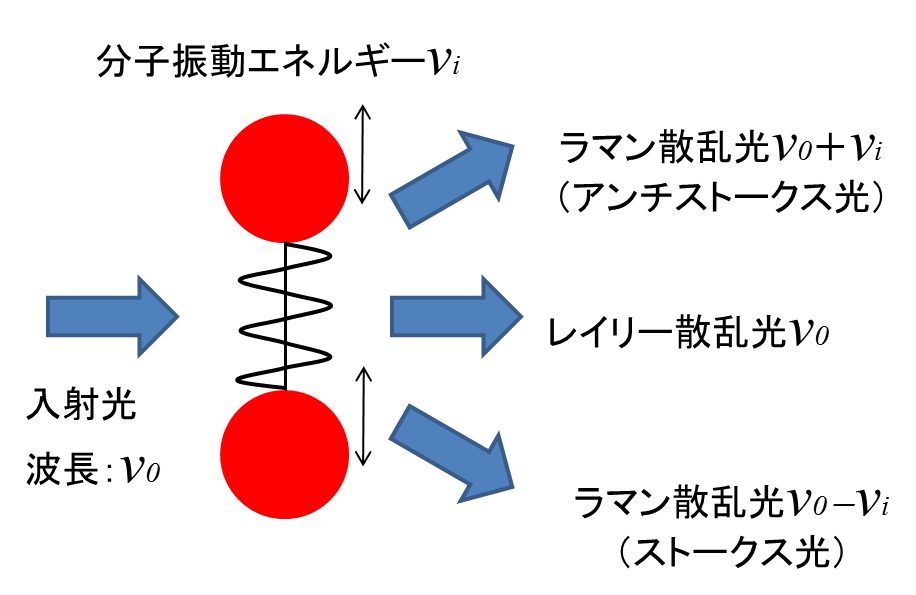 分子振動エネルギーνi
ラマン散乱光ν0+νi
（アンチストークス光）
レイリー散乱光ν0
入射光
波長：ν0
ラマン散乱光ν0−νi
（ストークス光）